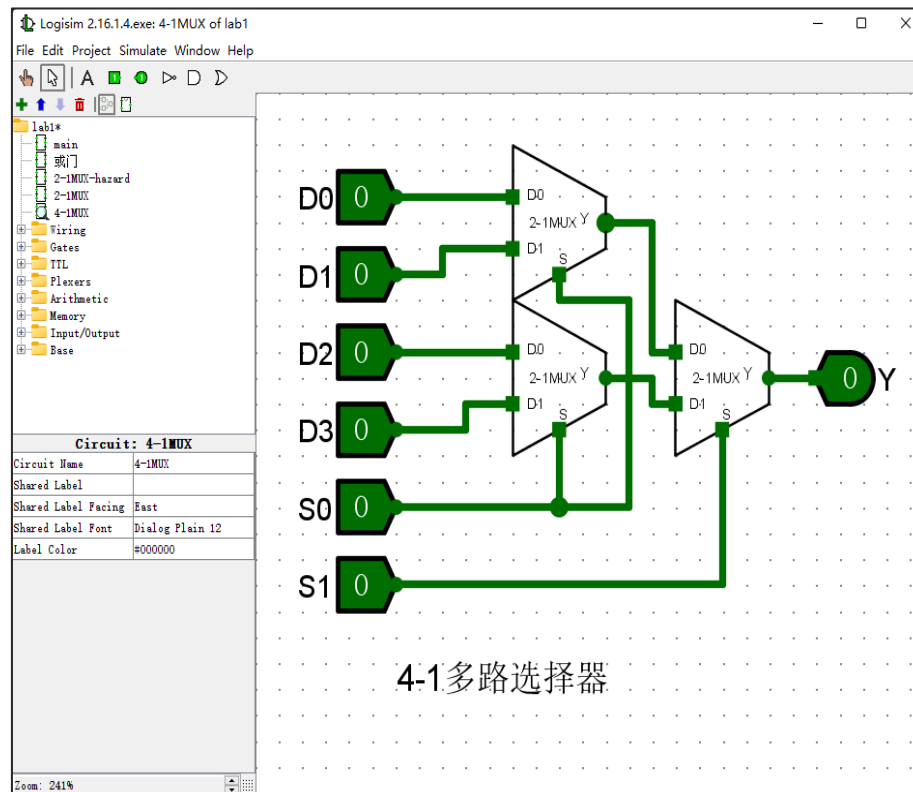 Logisim 2.16.1.4.exe: 4-1MUX of lab1
File Edit Project Simulate Window Help
A
lab1*
main
或门
2-1MUX-hazard
2-1MUX
4-1MUX
Wiring
Gates
TTL
Plexers
Arithmetic
Memory
Input/Output
Base
Circuit: 4-1MUX
Circuit Name 4-1MUX
Shared Label
Shared Label Facing East
Shared Label Font Dialog Plain 12
Label Color #000000
Zoom: 241%
D0 0
D1 0
D2 0
D3 0
S0 0
S1 0
D0
2-1MUX Y
D1
S
D0
2-1MUX Y
D1
S
D0
2-1MUX Y
D1
S
0 Y
4-1多路选择器